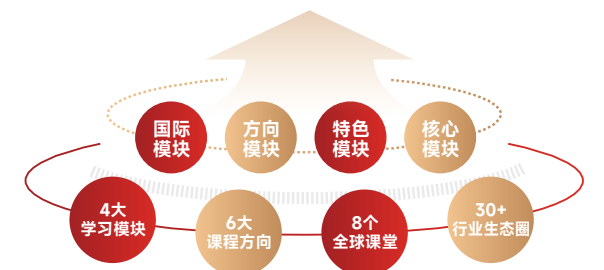 国际
模块
方向
模块
特色
模块
核心
模块
4大
学习模块
6大
课程方向
8个
全球课堂
30+
行业生态圈